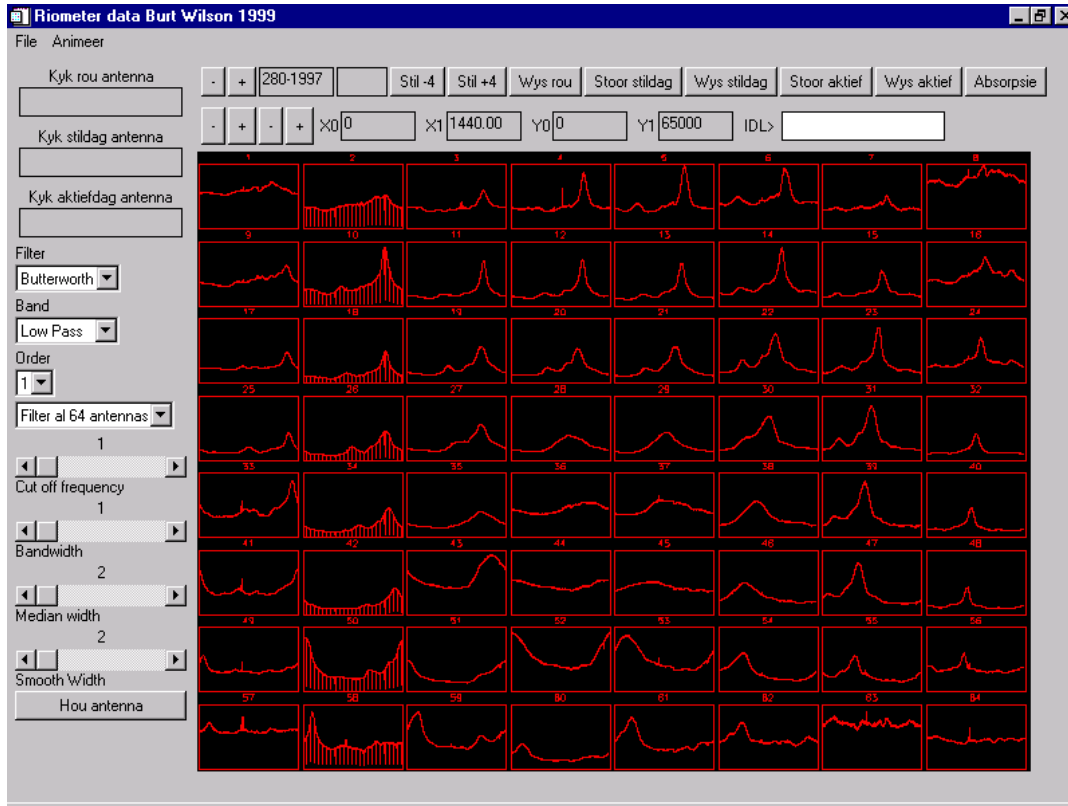 Riometer data Burt Wilson 1999
File Animeer
Kyk rou antenna
- + 280-1997 Stil -4 Stil +4 Wys rou Stoor stildag Wys stildag Stoor aktief Wys aktief Absorpsie
- + - + X0 0 X1 1440.00 Y0 0 Y1 65000 IDL>
Kyk stildag antenna
Kyk aktiefdag antenna
Filter
Butterworth
Band
Low Pass
Order
1
Filter al 64 antennas
1
Cut off frequency
1
Bandwidth
2
Median width
2
Smooth Width
Hou antenna
1 2 3 4 5 6 7 8
9 10 11 12 13 14 15 16
17 18 19 20 21 22 23 24
25 26 27 28 29 30 31 32
33 34 35 36 37 38 39 40
41 42 43 44 45 46 47 48
49 50 51 52 53 54 55 56
57 58 59 60 61 62 63 64